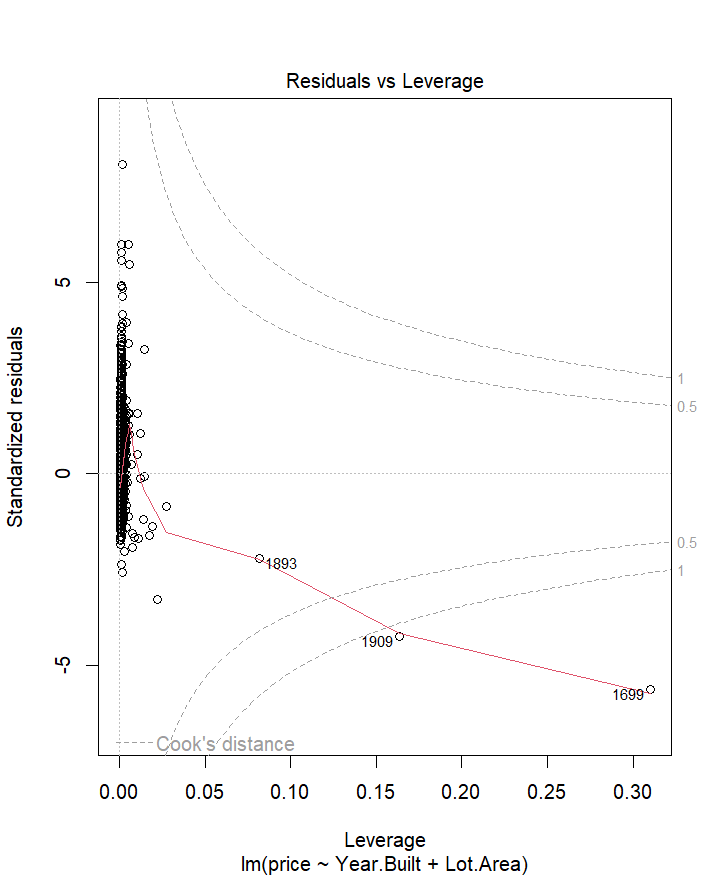 Residuals vs Leverage
Standardized residuals
5
0
-5
1
0.5
0.5
1
1893
1909
1699
Cook's distance
0.00 0.05 0.10 0.15 0.20 0.25 0.30
Leverage
lm(price ~ Year.Built + Lot.Area)